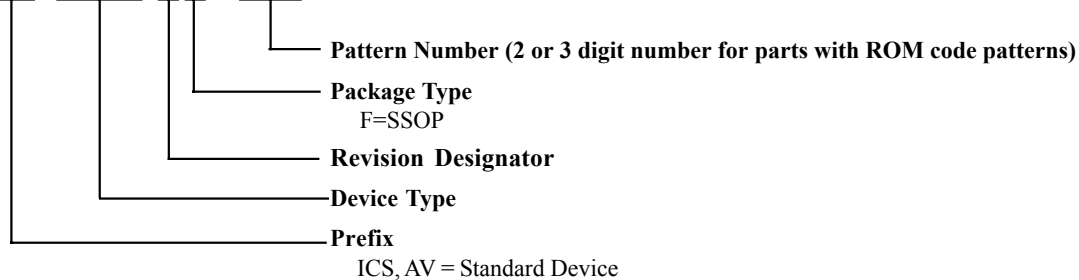 Pattern Number (2 or 3 digit number for parts with ROM code patterns)
Package Type
F=SSOP
Revision Designator
Device Type
Prefix
ICS, AV = Standard Device